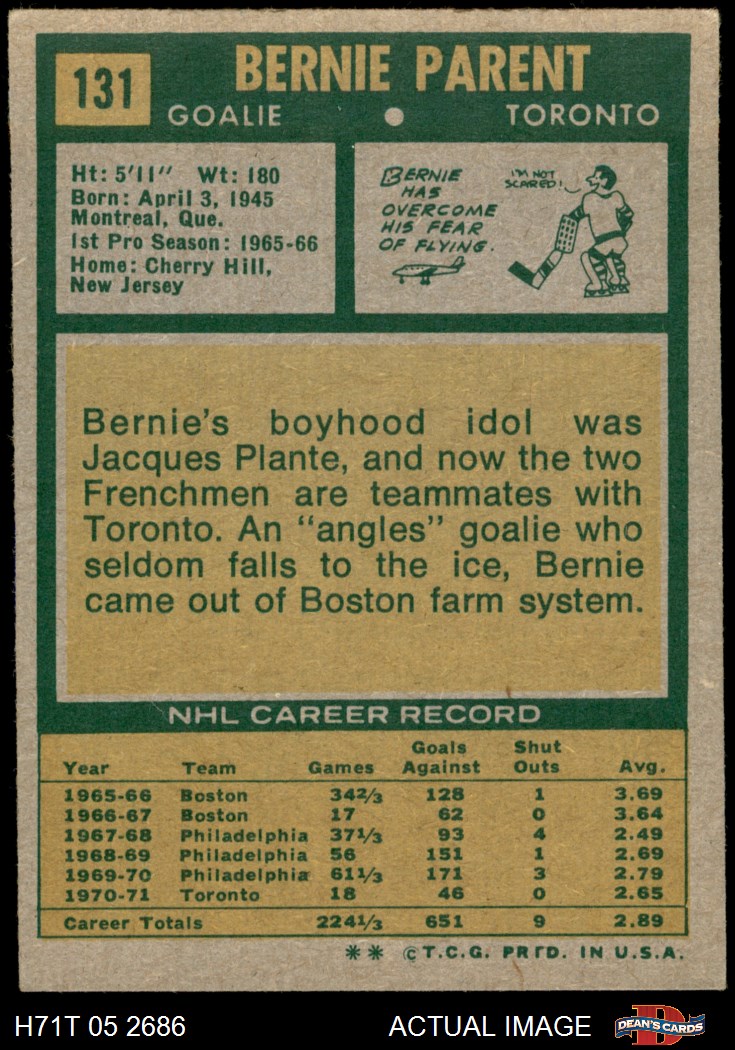 131
BERNIE PARENT
GOALIE TORONTO
Ht: 5'11" Wt: 180
Born: April 3, 1945
Montreal, Que.
1st Pro Season: 1965-66
Home: Cherry Hill,
New Jersey
BERNIE
HAS
OVERCOME
HIS FEAR
OF FLYING.
I'M NOT
SCARED!
Bernie's boyhood idol was
Jacques Plante, and now the two
Frenchmen are teammates with
Toronto. An "angles" goalie who
seldom falls to the ice, Bernie
came out of Boston farm system.
NHL CAREER RECORD
Year Team Games Goals Against Shut Outs Avg.
1965-66 Boston 342/3 128 1 3.69
1966-67 Boston 17 62 0 3.64
1967-68 Philadelphia 371/3 93 4 2.49
1968-69 Philadelphia 56 151 1 2.69
1969-70 Philadelphia 611/3 171 3 2.79
1970-71 Toronto 18 46 0 2.65
Career Totals 2241/3 651 9 2.89
** © T.C.G. PRTD. IN U.S.A.
H71T 05 2686 ACTUAL IMAGE
DEAN'S CARDS